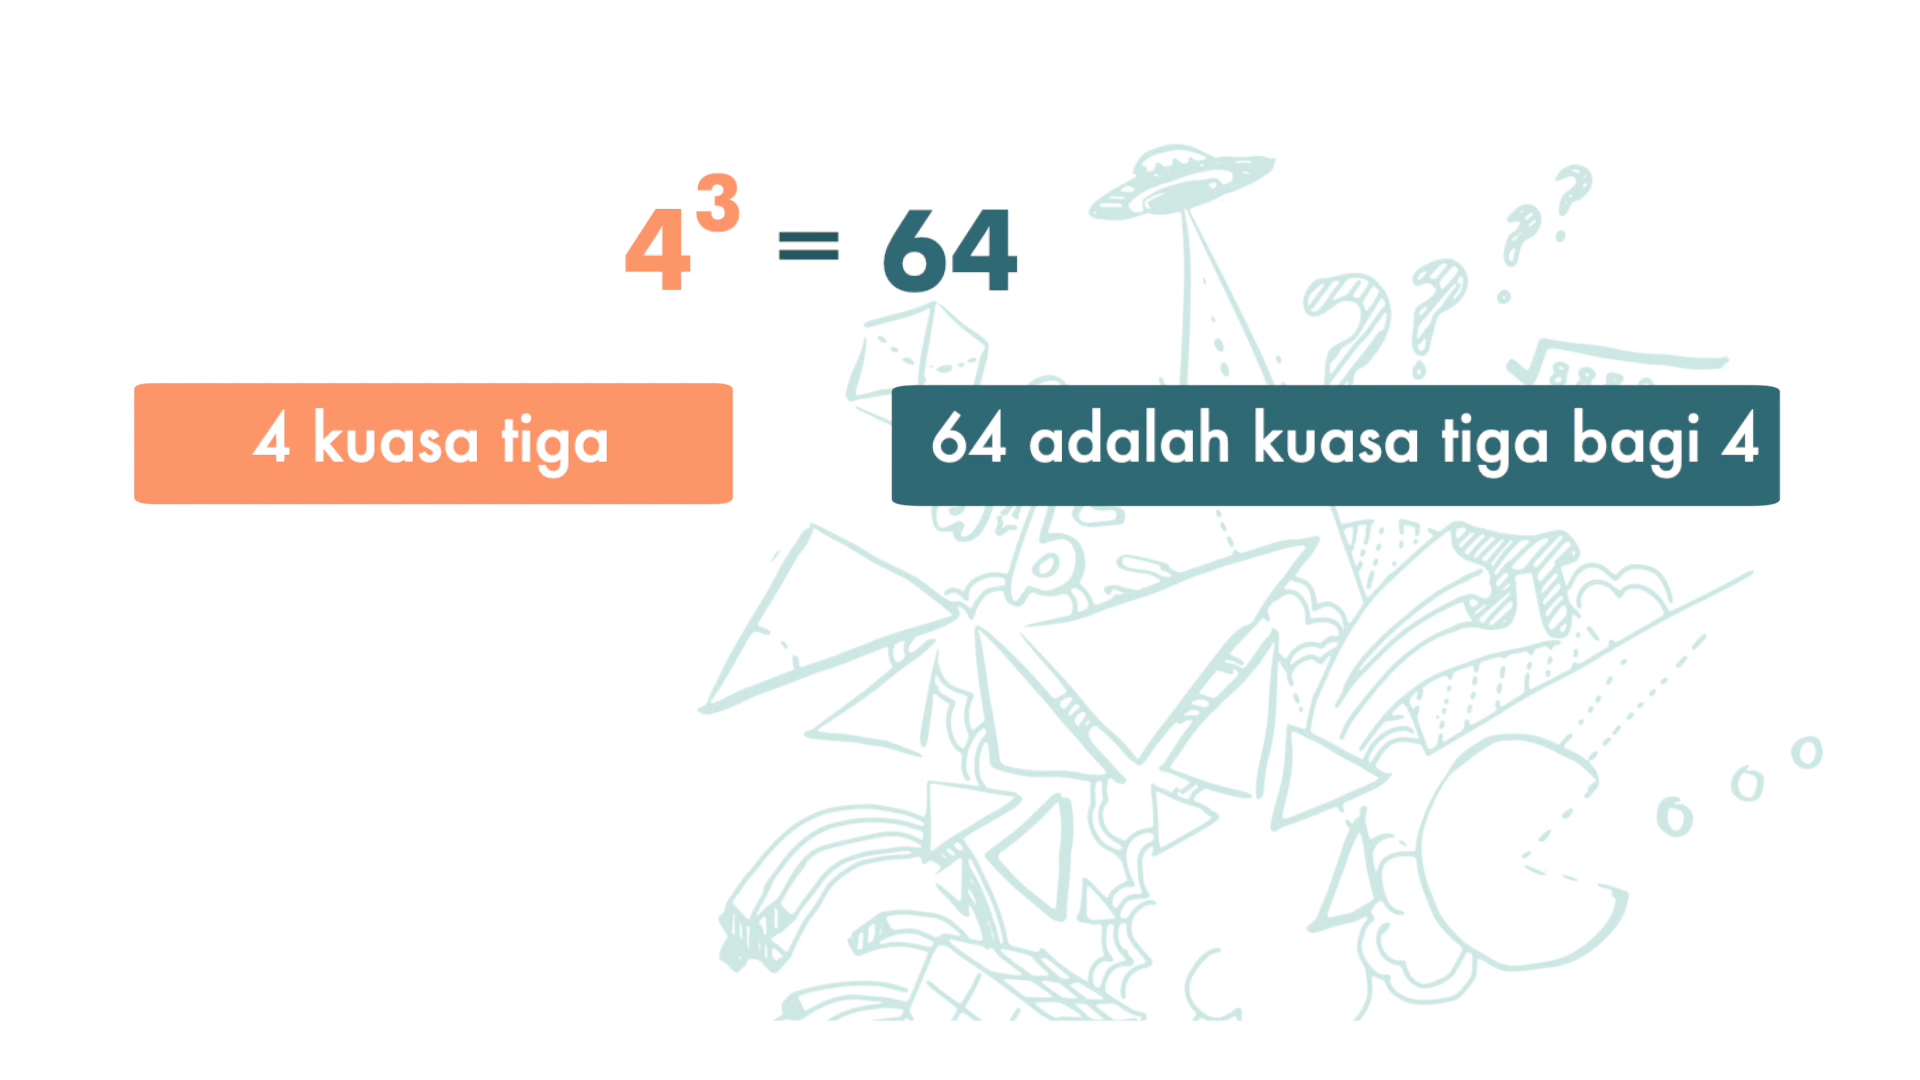 4³ = 64
4 kuasa tiga
64 adalah kuasa tiga bagi 4